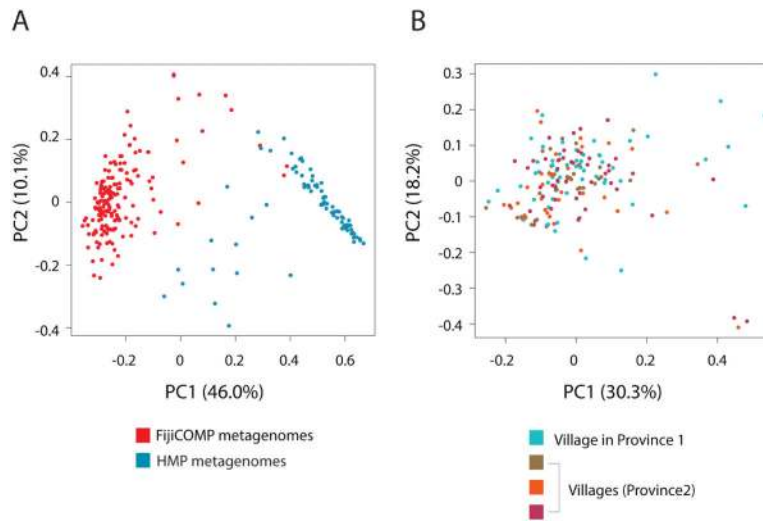 A
B
0.4
0.2
0
-0.2
-0.4
PC2 (10.1%)
-0.2
0
0.2
0.4
0.6
PC1 (46.0%)
FijiCOMP metagenomes
HMP metagenomes
0.3
0.2
0.1
0
-0.1
-0.2
-0.3
-0.4
PC2 (18.2%)
-0.2
0
0.2
0.4
PC1 (30.3%)
Village in Province 1
Villages (Province2)